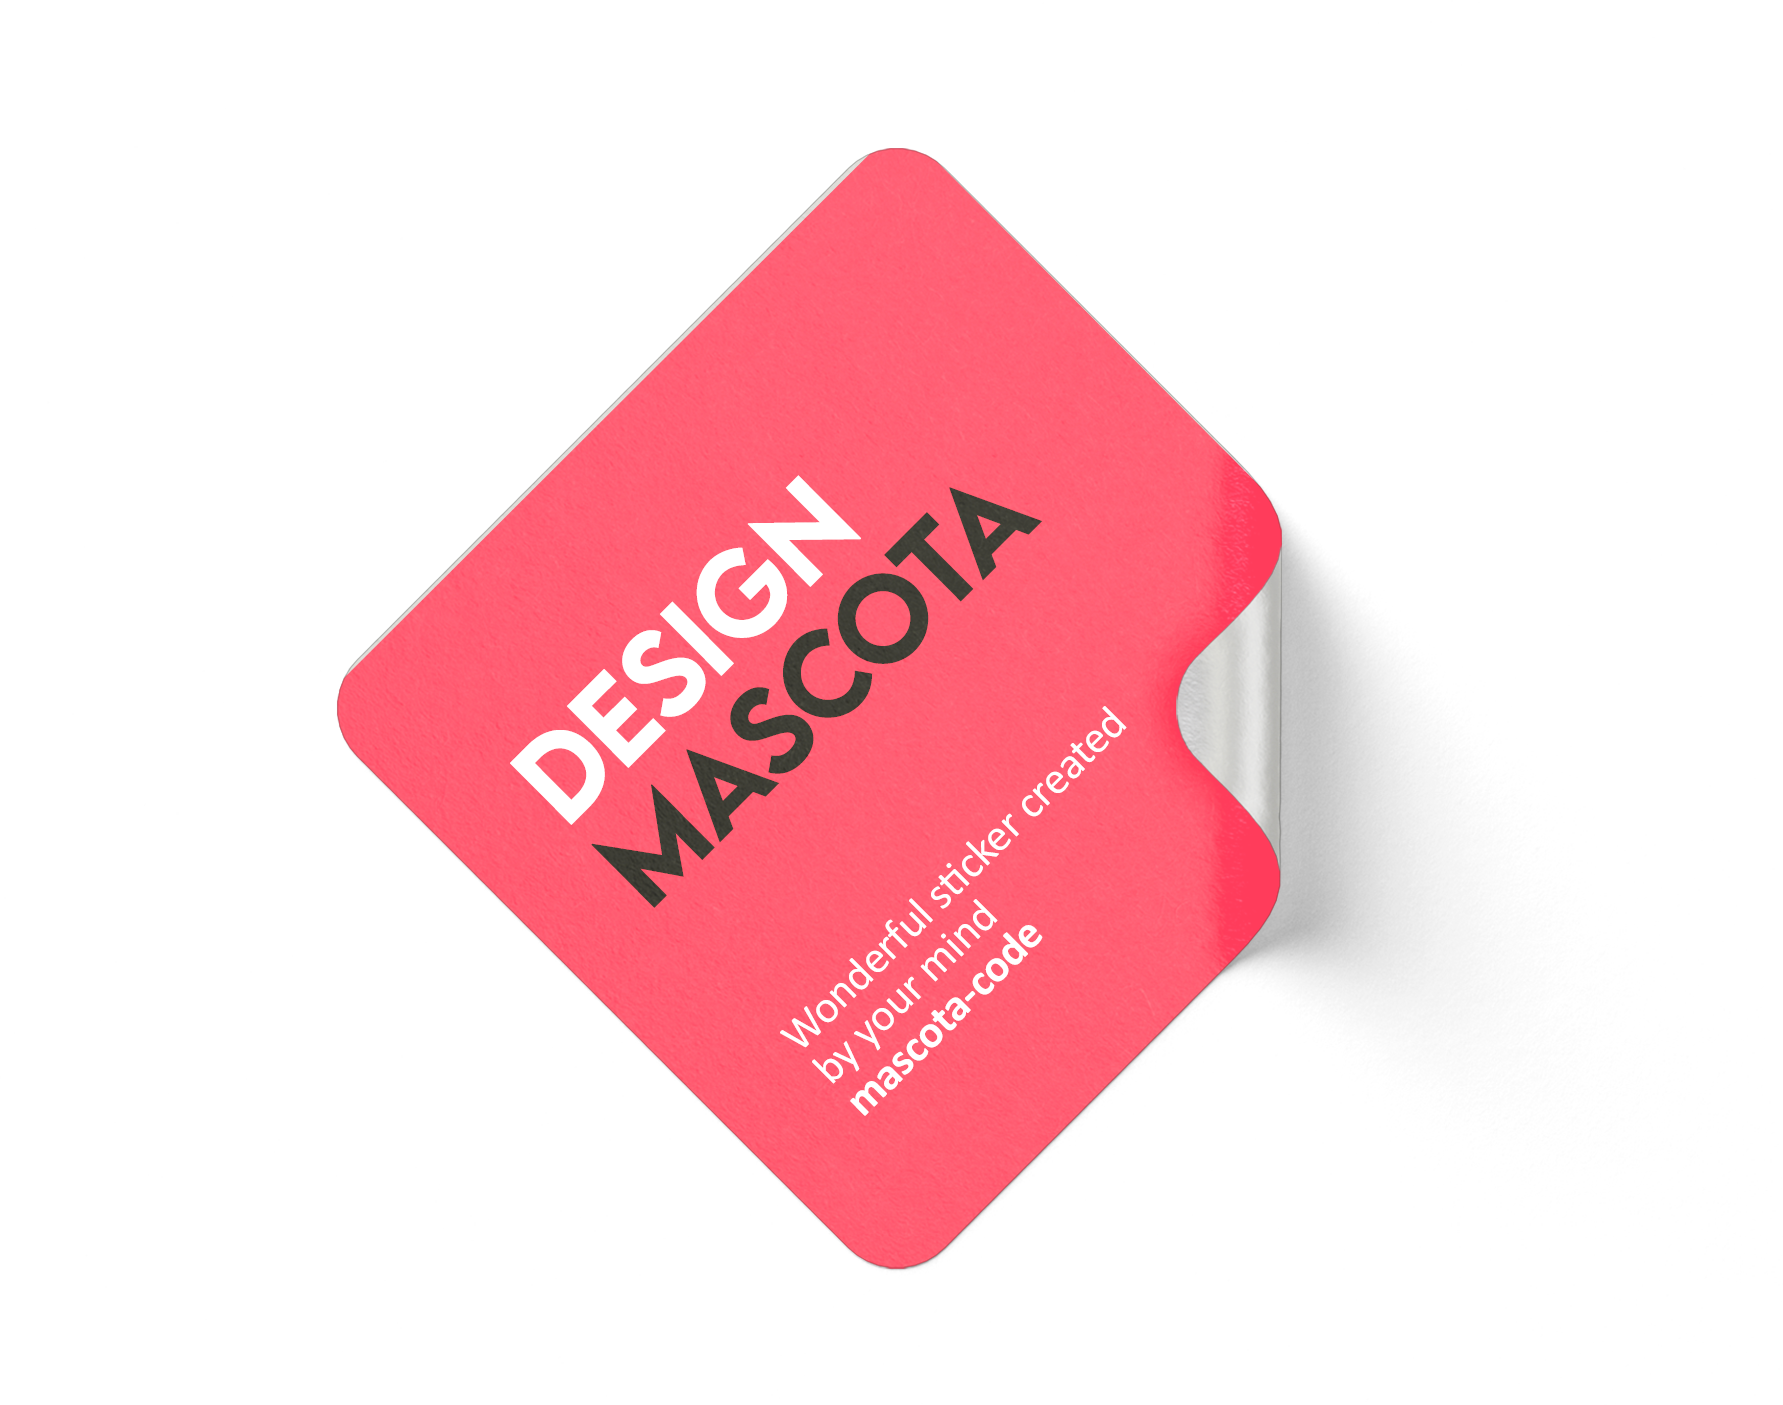 DESIGN
MASCOTA
Wonderful sticker created
by your mind
mascota-code